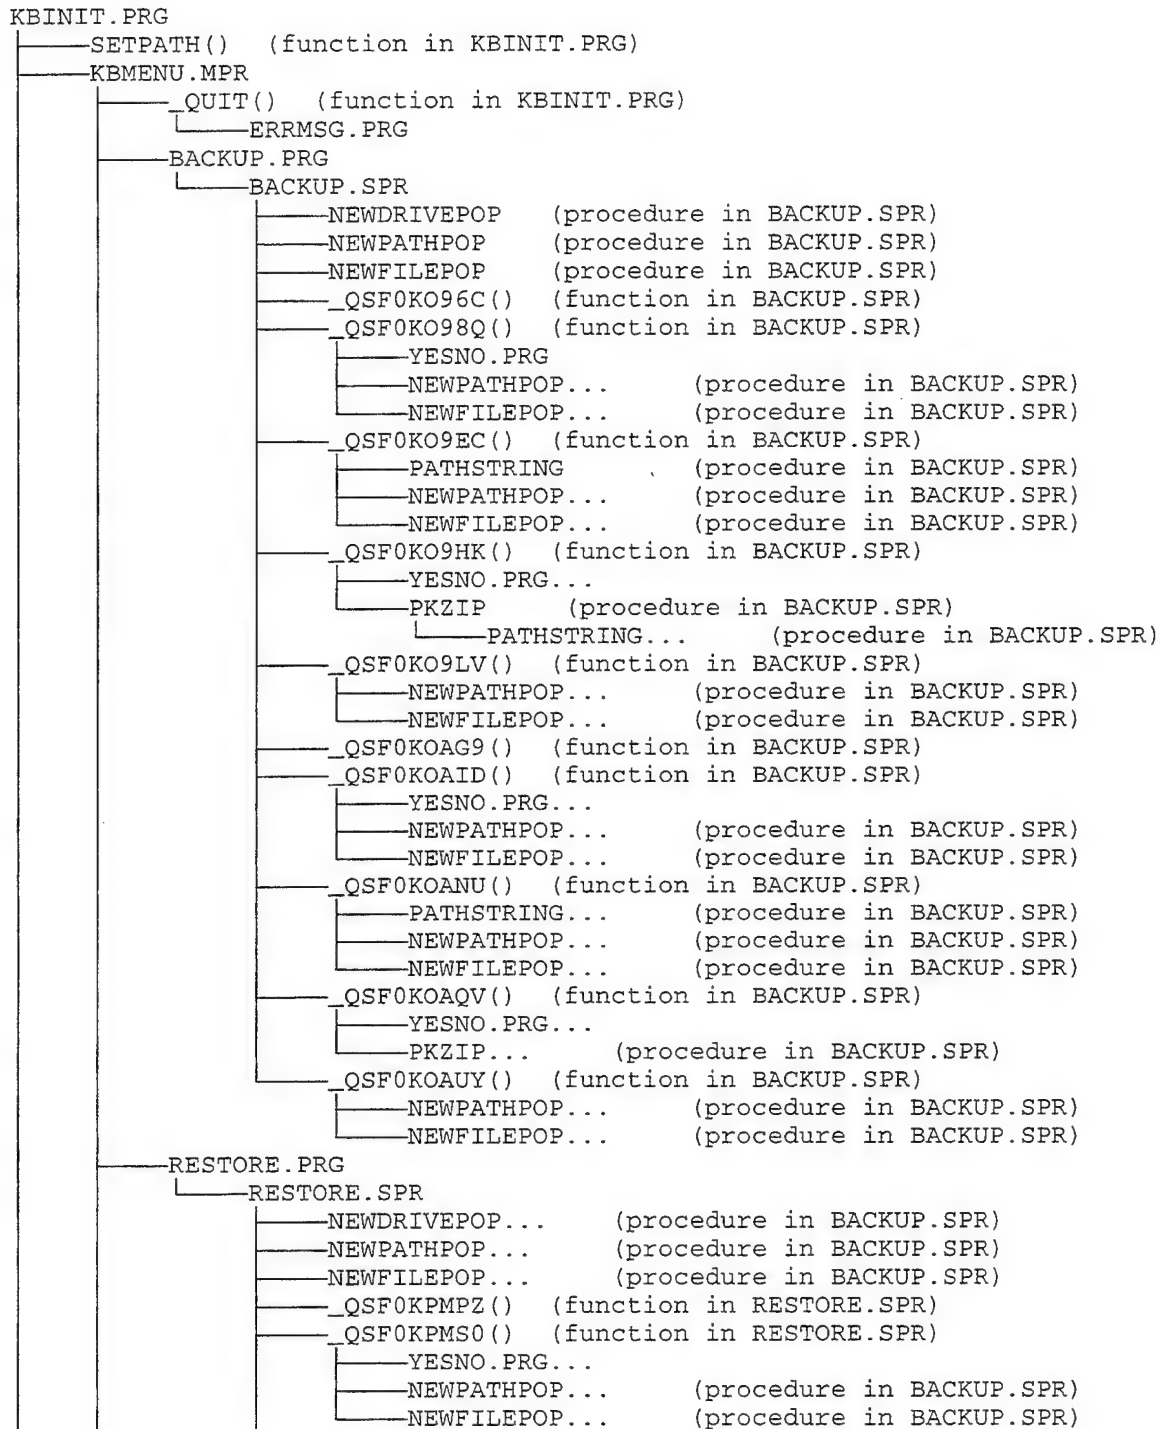 KBINIT.PRG
SETPATH() (function in KBINIT.PRG)
KBMENU.MPR
_QUIT() (function in KBINIT.PRG)
ERRMSG.PRG
BACKUP.PRG
BACKUP.SPR
NEWDRIVEPOP (procedure in BACKUP.SPR)
NEWPATHPOP (procedure in BACKUP.SPR)
NEWFILEPOP (procedure in BACKUP.SPR)
_QSF0KO96C() (function in BACKUP.SPR)
_QSF0KO98Q() (function in BACKUP.SPR)
YESNO.PRG
NEWPATHPOP... (procedure in BACKUP.SPR)
NEWFILEPOP... (procedure in BACKUP.SPR)
_QSF0KO9EC() (function in BACKUP.SPR)
PATHSTRING (procedure in BACKUP.SPR)
NEWPATHPOP... (procedure in BACKUP.SPR)
NEWFILEPOP... (procedure in BACKUP.SPR)
_QSF0KO9HK() (function in BACKUP.SPR)
YESNO.PRG...
PKZIP (procedure in BACKUP.SPR)
PATHSTRING... (procedure in BACKUP.SPR)
_QSF0KO9LV() (function in BACKUP.SPR)
NEWPATHPOP... (procedure in BACKUP.SPR)
NEWFILEPOP... (procedure in BACKUP.SPR)
_QSF0KOAG9() (function in BACKUP.SPR)
_QSF0KOAID() (function in BACKUP.SPR)
YESNO.PRG...
NEWPATHPOP... (procedure in BACKUP.SPR)
NEWFILEPOP... (procedure in BACKUP.SPR)
_QSF0KOANU() (function in BACKUP.SPR)
PATHSTRING... (procedure in BACKUP.SPR)
NEWPATHPOP... (procedure in BACKUP.SPR)
NEWFILEPOP... (procedure in BACKUP.SPR)
_QSF0KOAQV() (function in BACKUP.SPR)
YESNO.PRG...
PKZIP... (procedure in BACKUP.SPR)
_QSF0KOAUY() (function in BACKUP.SPR)
NEWPATHPOP... (procedure in BACKUP.SPR)
NEWFILEPOP... (procedure in BACKUP.SPR)
RESTORE.PRG
RESTORE.SPR
NEWDRIVEPOP... (procedure in BACKUP.SPR)
NEWPATHPOP... (procedure in BACKUP.SPR)
NEWFILEPOP... (procedure in BACKUP.SPR)
_QSF0KPMPZ() (function in RESTORE.SPR)
_QSF0KPMS0() (function in RESTORE.SPR)
YESNO.PRG...
NEWPATHPOP... (procedure in BACKUP.SPR)
NEWFILEPOP... (procedure in BACKUP.SPR)